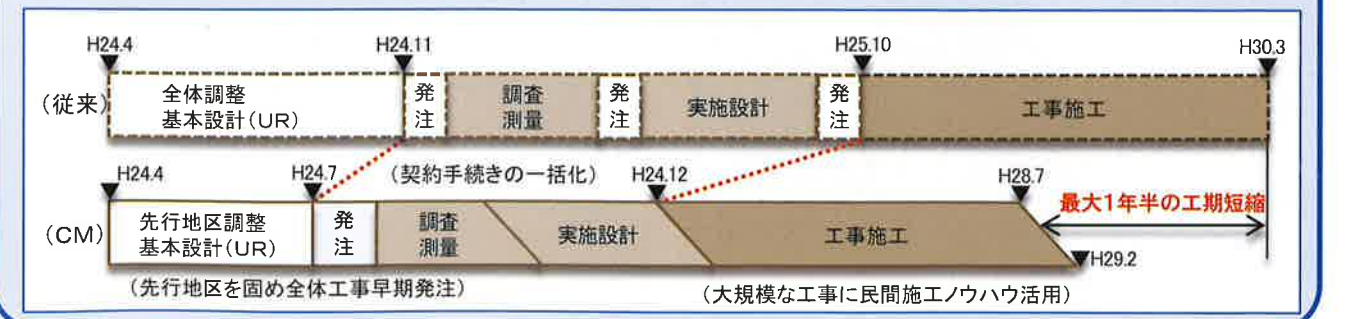 H24.4
H24.11
H25.10
H30.3
(従来)
全体調整
基本設計(UR)
発
注
調査
測量
発
注
実施設計
発
注
工事施工
H24.4
H24.7
(契約手続きの一括化)
H24.12
H28.7
最大1年半の工期短縮
(CM)
先行地区調整
基本設計(UR)
発
注
調査
測量
実施設計
工事施工
H29.2
(先行地区を固め全体工事早期発注)
(大規模な工事に民間施工ノウハウ活用)